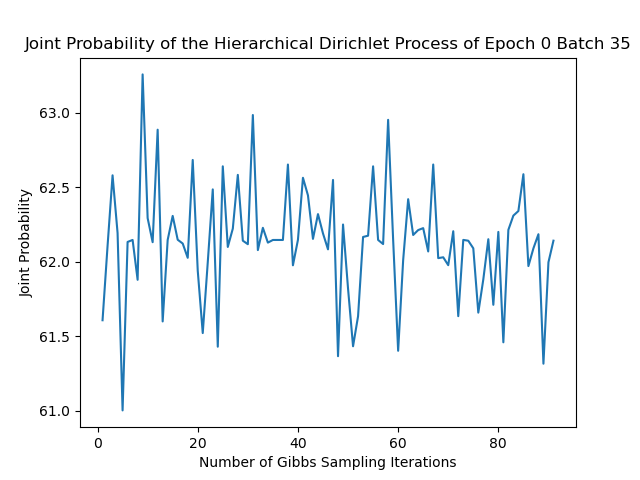 Joint Probability of the Hierarchical Dirichlet Process of Epoch 0 Batch 35
63.0
62.5
62.0
61.5
61.0
Joint Probability
0 20 40 60 80
Number of Gibbs Sampling Iterations